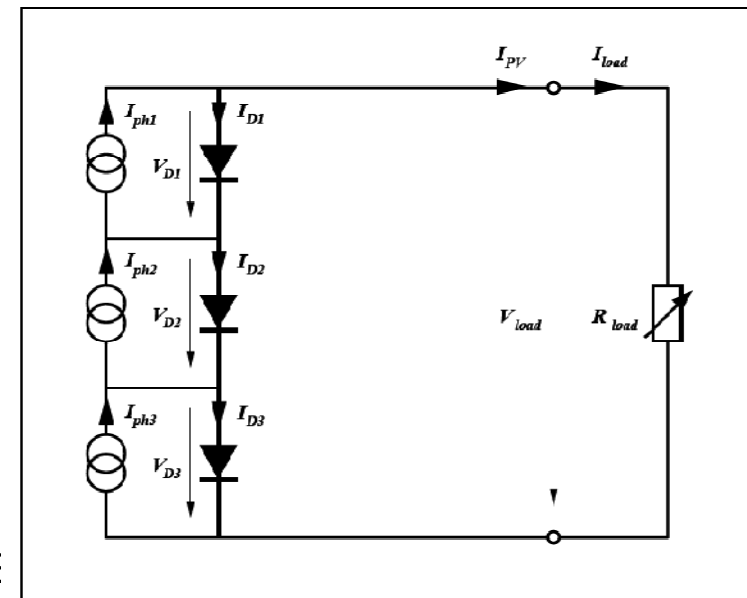 I_PV I_load
I_ph1 I_D1
V_D1
I_ph2 I_D2
V_D2
V_load R_load
I_ph3 I_D3
V_D3